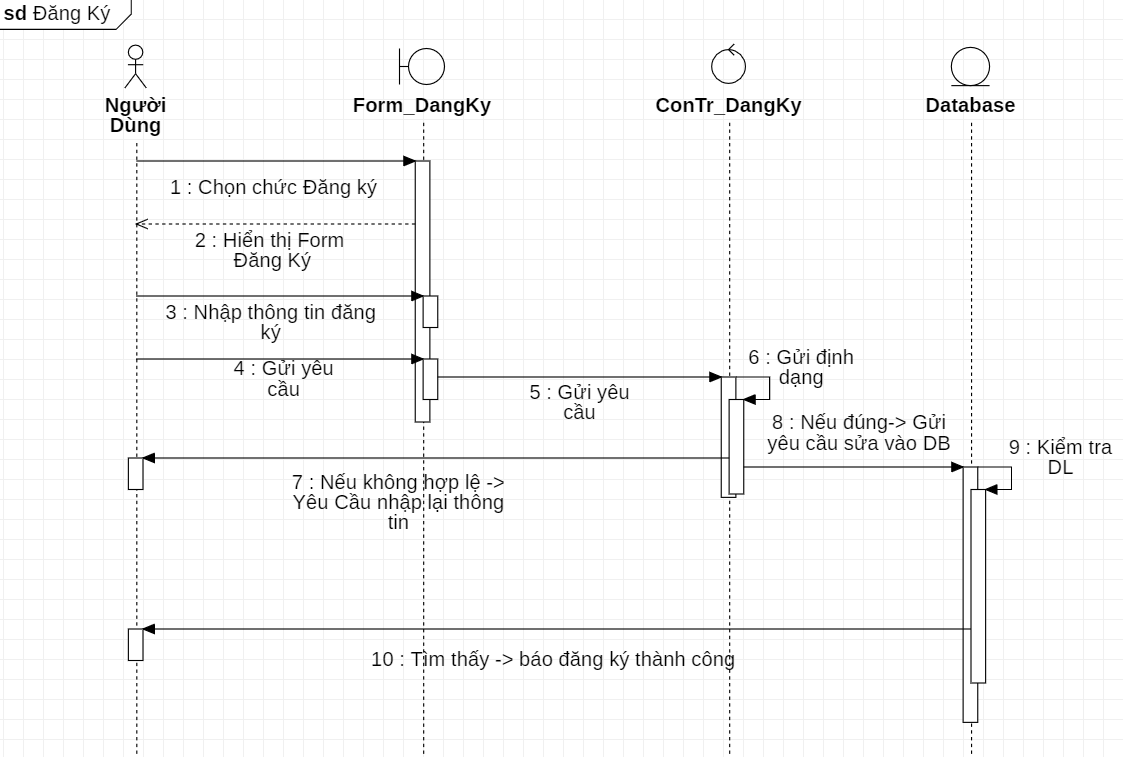 sd Đăng Ký
Người
Dùng
Form_DangKy
ConTr_DangKy
Database
1 : Chọn chức Đăng ký
2 : Hiển thị Form
Đăng Ký
3 : Nhập thông tin đăng
ký
4 : Gửi yêu
cầu
5 : Gửi yêu
cầu
6 : Gửi định
dạng
7 : Nếu không hợp lệ ->
Yêu Cầu nhập lại thông
tin
8 : Nếu đúng-> Gửi
yêu cầu sửa vào DB
9 : Kiểm tra
DL
10 : Tìm thấy -> báo đăng ký thành công